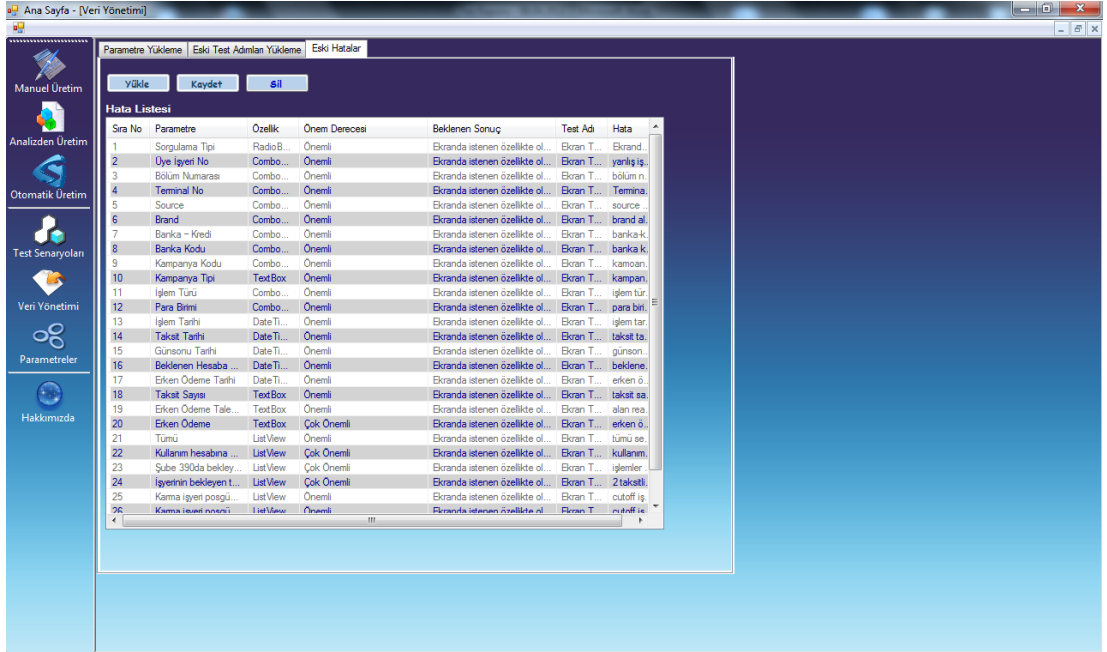 Ana Sayfa - [Veri Yönetimi]
Parametre Yükleme Eski Test Adımları Yükleme Eski Hatalar
Manuel Üretim
Analizden Üretim
Otomatik Üretim
Test Senaryoları
Veri Yönetimi
Parametreler
Hakkımızda
Yükle Kaydet Sil
Hata Listesi
Sıra No Parametre Özellik Önem Derecesi Beklenen Sonuç Test Adı Hata
1 Sorgulama Tipi RadioB... Önemli Ekranda istenen özellikte ol... Ekran T... Ekrand...
2 Üye İşyeri No Combo... Önemli Ekranda istenen özellikte ol... Ekran T... yanlış iş...
3 Bölüm Numarası Combo... Önemli Ekranda istenen özellikte ol... Ekran T... bölüm n...
4 Terminal No Combo... Önemli Ekranda istenen özellikte ol... Ekran T... Temina...
5 Source Combo... Önemli Ekranda istenen özellikte ol... Ekran T... source ...
6 Brand Combo... Önemli Ekranda istenen özellikte ol... Ekran T... brand al...
7 Banka - Kredi Combo... Önemli Ekranda istenen özellikte ol... Ekran T... banka-k...
8 Banka Kodu Combo... Önemli Ekranda istenen özellikte ol... Ekran T... banka k...
9 Kampanya Kodu Combo... Önemli Ekranda istenen özellikte ol... Ekran T... kamoan...
10 Kampanya Tipi TextBox Önemli Ekranda istenen özellikte ol... Ekran T... kampan...
11 İşlem Türü Combo... Önemli Ekranda istenen özellikte ol... Ekran T... işlem tür...
12 Para Birimi Combo... Önemli Ekranda istenen özellikte ol... Ekran T... para biri...
13 İşlem Tarihi DateTi... Önemli Ekranda istenen özellikte ol... Ekran T... işlem tar...
14 Taksit Tarihi DateTi... Önemli Ekranda istenen özellikte ol... Ekran T... taksit ta...
15 Günsonu Tarihi DateTi... Önemli Ekranda istenen özellikte ol... Ekran T... günson...
16 Beklenen Hesaba ... DateTi... Önemli Ekranda istenen özellikte ol... Ekran T... beklene...
17 Erken Ödeme Tarihi DateTi... Önemli Ekranda istenen özellikte ol... Ekran T... erken ö...
18 Taksit Sayısı TextBox Önemli Ekranda istenen özellikte ol... Ekran T... taksit sa...
19 Erken Ödeme Tale... TextBox Önemli Ekranda istenen özellikte ol... Ekran T... alan rea...
20 Erken Ödeme TextBox Çok Önemli Ekranda istenen özellikte ol... Ekran T... erken ö...
21 Tümü ListView Önemli Ekranda istenen özellikte ol... Ekran T... tümü se...
22 Kullanım hesabına ... ListView Çok Önemli Ekranda istenen özellikte ol... Ekran T... kullanım...
23 Şube 390da bekley... ListView Çok Önemli Ekranda istenen özellikte ol... Ekran T... işlemler ...
24 İşyerinin bekleyen t... ListView Çok Önemli Ekranda istenen özellikte ol... Ekran T... 2 taksitli...
25 Karma işyeri posgü... ListView Önemli Ekranda istenen özellikte ol... Ekran T... cutoff iş...
26 Karma işyeri posgü... ListView Önemli Ekranda istenen özellikte ol... Ekran T... cutoff iş...